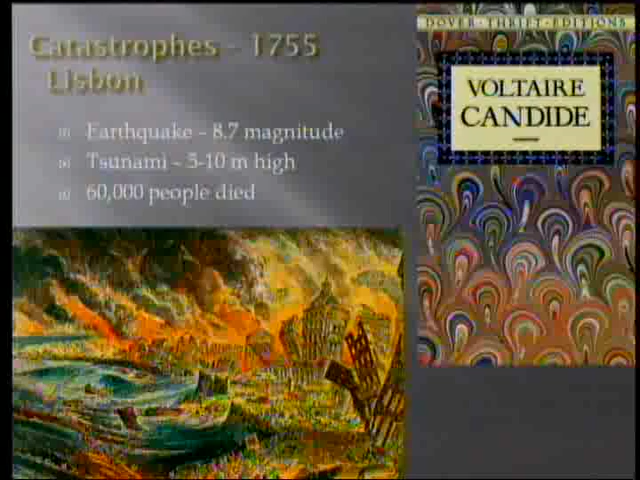 Catastrophes - 1755
Lisbon
Earthquake – 8.7 magnitude
Tsunami – 5-10 m high
60,000 people died
DOVER · THRIFT · EDITIONS
VOLTAIRE
CANDIDE